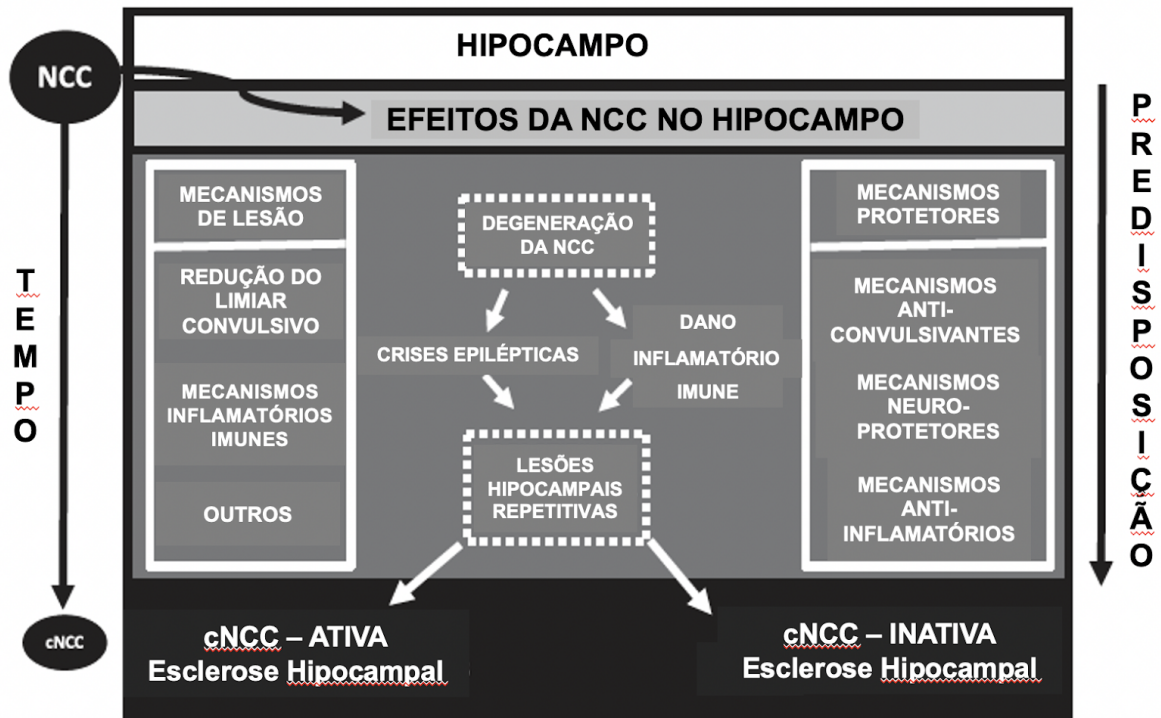 HIPOCAMPO
NCC
EFEITOS DA NCC NO HIPOCAMPO
MECANISMOS
DE LESÃO
REDUÇÃO DO
LIMIAR
CONVULSIVO
MECANISMOS
INFLAMATÓRIOS
IMUNES
OUTROS
DEGENERAÇÃO
DA NCC
CRISES EPILÉPTICAS
DANO
INFLAMATÓRIO
IMUNE
LESÕES
HIPOCAMPAIS
REPETITIVAS
MECANISMOS
PROTETORES
MECANISMOS
ANTI-
CONVULSIVANTES
MECANISMOS
NEURO-
PROTETORES
MECANISMOS
ANTI-
INFLAMATÓRIOS
TEMPO
PREDISPOSIÇÃO
cNCC
cNCC – ATIVA
Esclerose Hipocampal
cNCC – INATIVA
Esclerose Hipocampal